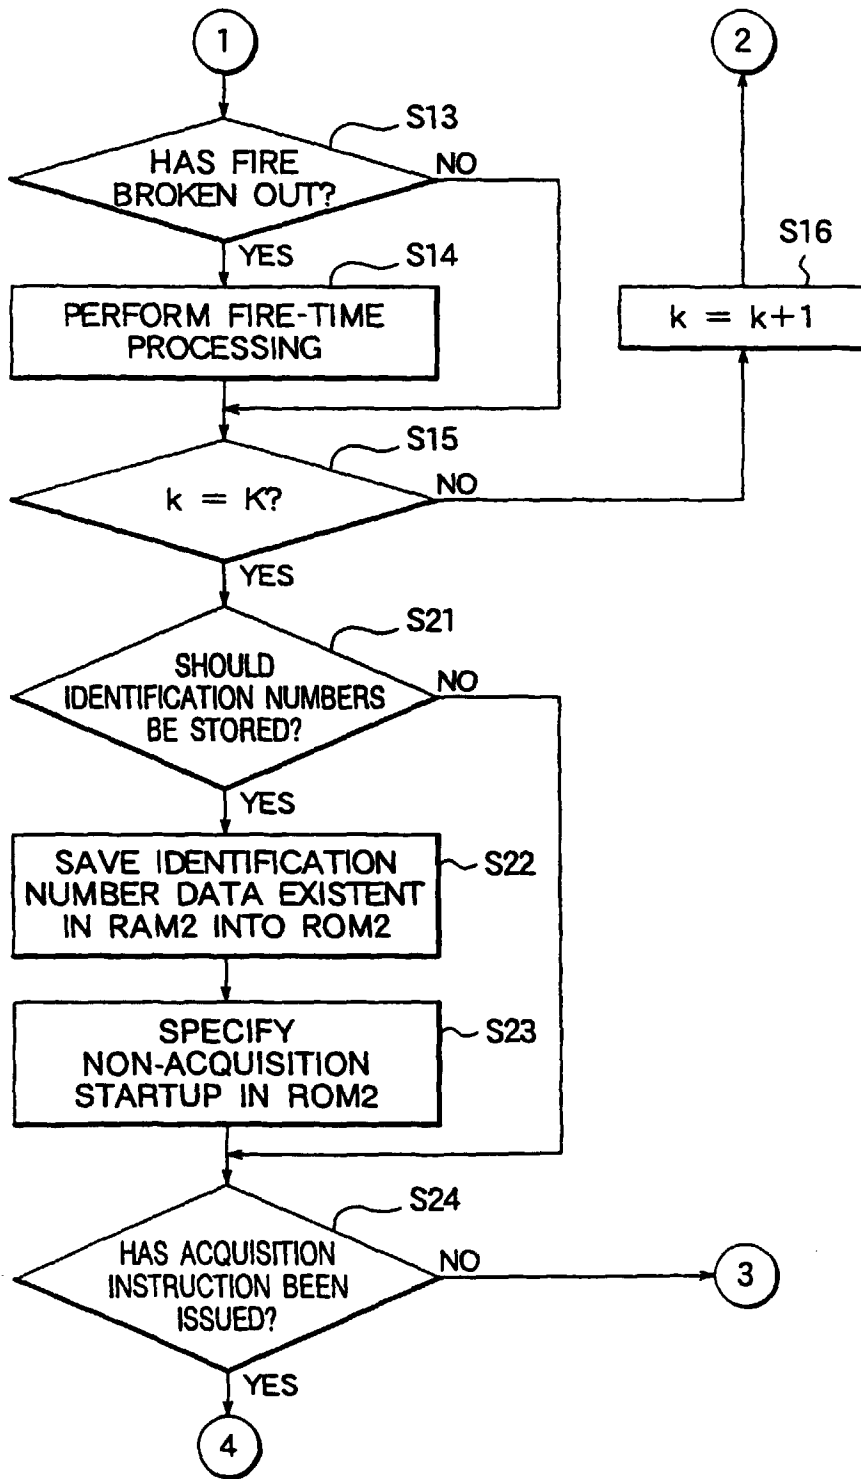 1
2
S13
HAS FIRE
BROKEN OUT?
NO
YES
S14
PERFORM FIRE-TIME
PROCESSING
S16
k = k+1
S15
k = K?
NO
YES
S21
SHOULD
IDENTIFICATION NUMBERS
BE STORED?
NO
YES
SAVE IDENTIFICATION
NUMBER DATA EXISTENT
IN RAM2 INTO ROM2
S22
SPECIFY
NON-ACQUISITION
STARTUP IN ROM2
S23
S24
HAS ACQUISITION
INSTRUCTION BEEN
ISSUED?
NO
3
YES
4